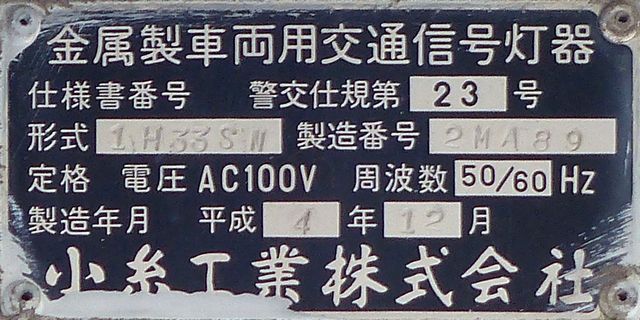 金属製車両用交通信号灯器
仕様書番号 警交仕規第 23 号
形式 1H33SN 製造番号 2MA89
定格 電圧 AC100V 周波数 50/60 Hz
製造年月 平成 4 年 12 月
小糸工業株式会社